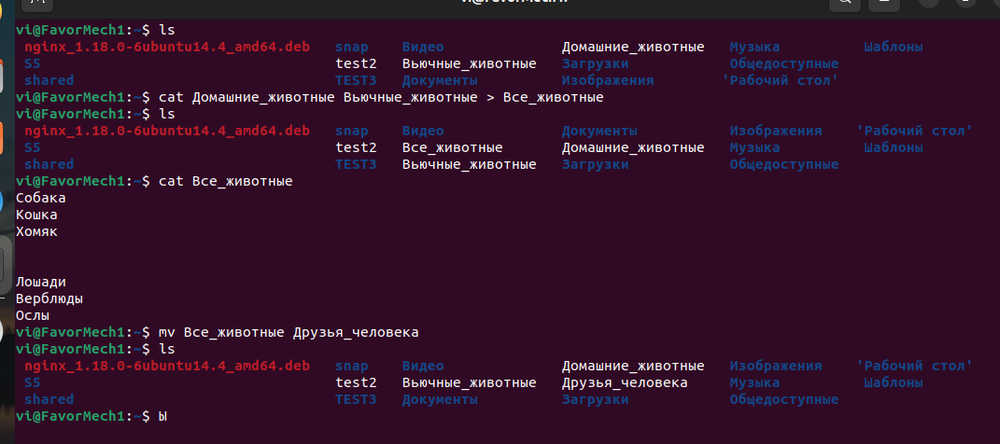 vi@FavorMech1:~$ ls
nginx_1.18.0-6ubuntu14.4_amd64.deb snap Видео Домашние_животные Музыка Шаблоны
S5 test2 Вьючные_животные Загрузки Общедоступные
shared TEST3 Документы Изображения 'Рабочий стол'
vi@FavorMech1:~$ cat Домашние_животные Вьючные_животные > Все_животные
vi@FavorMech1:~$ ls
nginx_1.18.0-6ubuntu14.4_amd64.deb snap Видео Документы Изображения 'Рабочий стол'
S5 test2 Все_животные Домашние_животные Музыка Шаблоны
shared TEST3 Вьючные_животные Загрузки Общедоступные
vi@FavorMech1:~$ cat Все_животные
Собака
Кошка
Хомяк
Лошади
Верблюды
Ослы
vi@FavorMech1:~$ mv Все_животные Друзья_человека
vi@FavorMech1:~$ ls
nginx_1.18.0-6ubuntu14.4_amd64.deb snap Видео Домашние_животные Изображения 'Рабочий стол'
S5 test2 Вьючные_животные Друзья_человека Музыка Шаблоны
shared TEST3 Документы Загрузки Общедоступные
vi@FavorMech1:~$ Ы